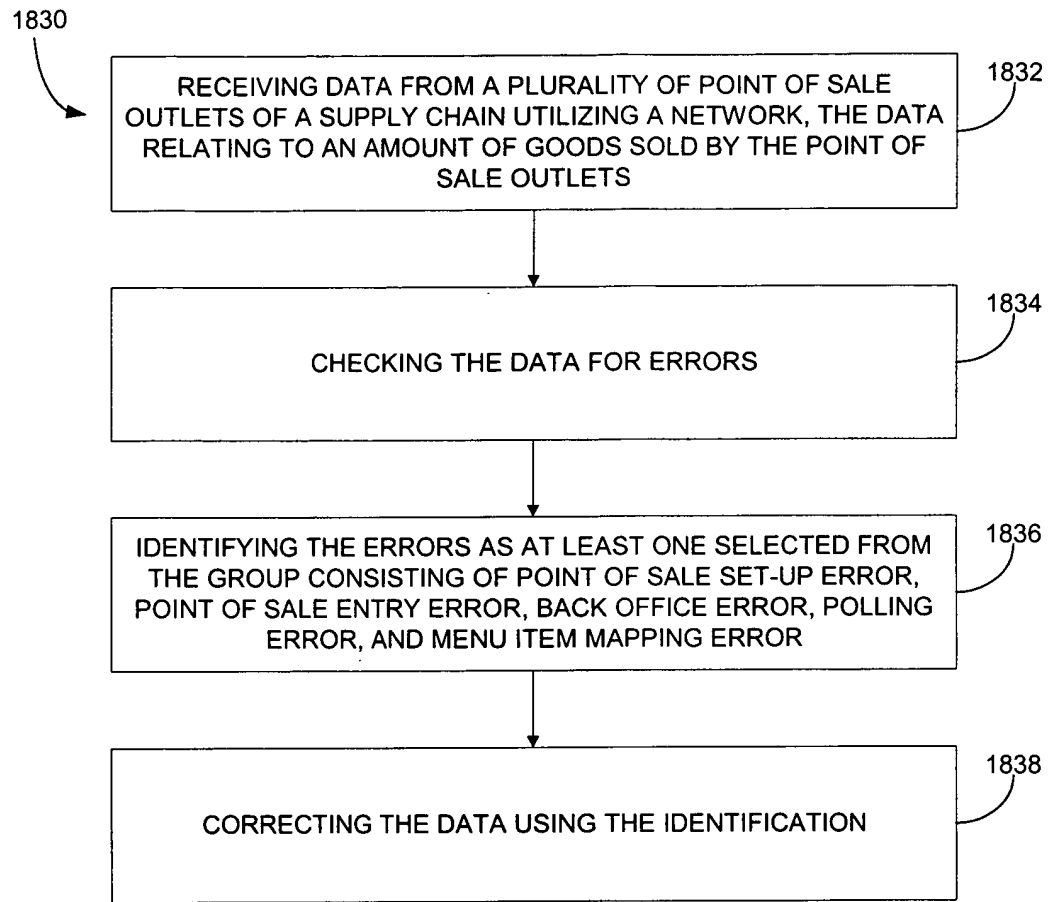 1830
RECEIVING DATA FROM A PLURALITY OF POINT OF SALE
OUTLETS OF A SUPPLY CHAIN UTILIZING A NETWORK, THE DATA
RELATING TO AN AMOUNT OF GOODS SOLD BY THE POINT OF
SALE OUTLETS
1832
CHECKING THE DATA FOR ERRORS
1834
IDENTIFYING THE ERRORS AS AT LEAST ONE SELECTED FROM
THE GROUP CONSISTING OF POINT OF SALE SET-UP ERROR,
POINT OF SALE ENTRY ERROR, BACK OFFICE ERROR, POLLING
ERROR, AND MENU ITEM MAPPING ERROR
1836
CORRECTING THE DATA USING THE IDENTIFICATION
1838